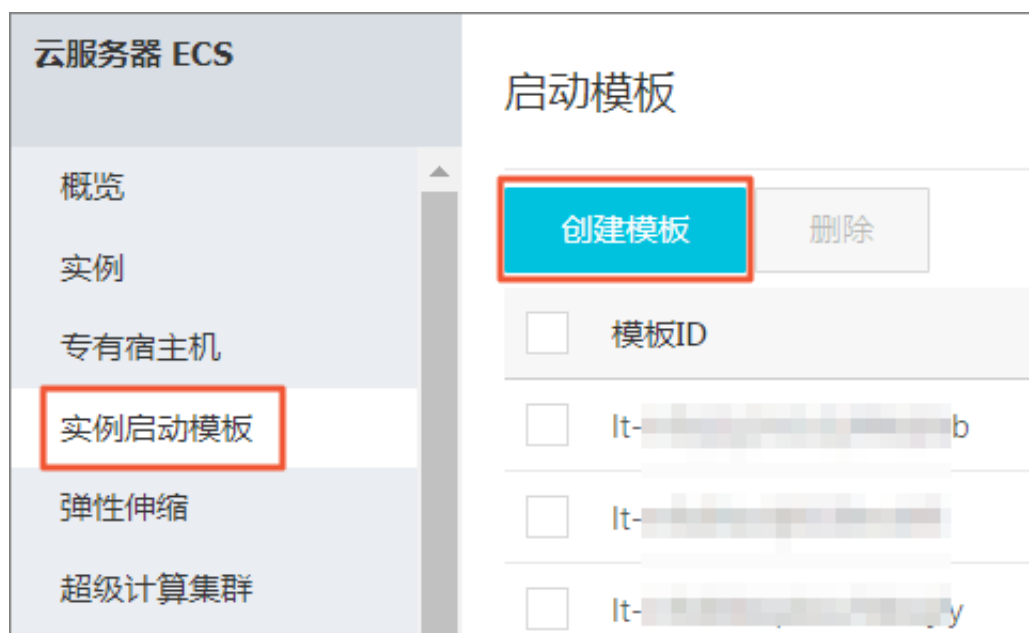 云服务器 ECS
概览
实例
专有宿主机
实例启动模板
弹性伸缩
超级计算集群
启动模板
创建模板
删除
模板ID
lt-
lt-
lt-